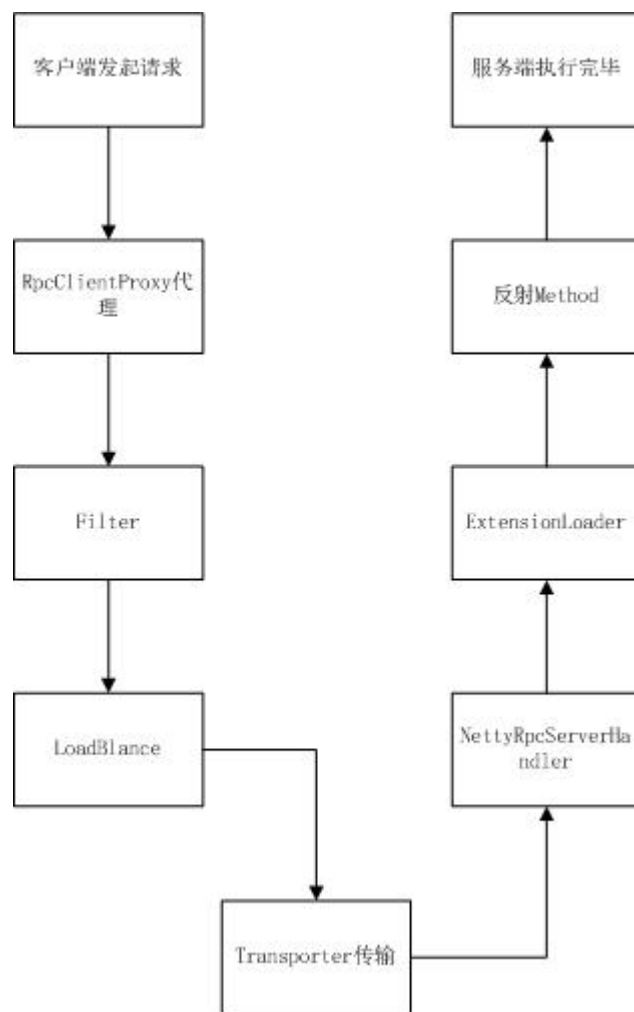 客户端发起请求
RpcClientProxy代
理
Filter
LoadBlance
Transporter传输
NettyRpcServerHa
ndler
ExtensionLoader
反射Method
服务端执行完毕